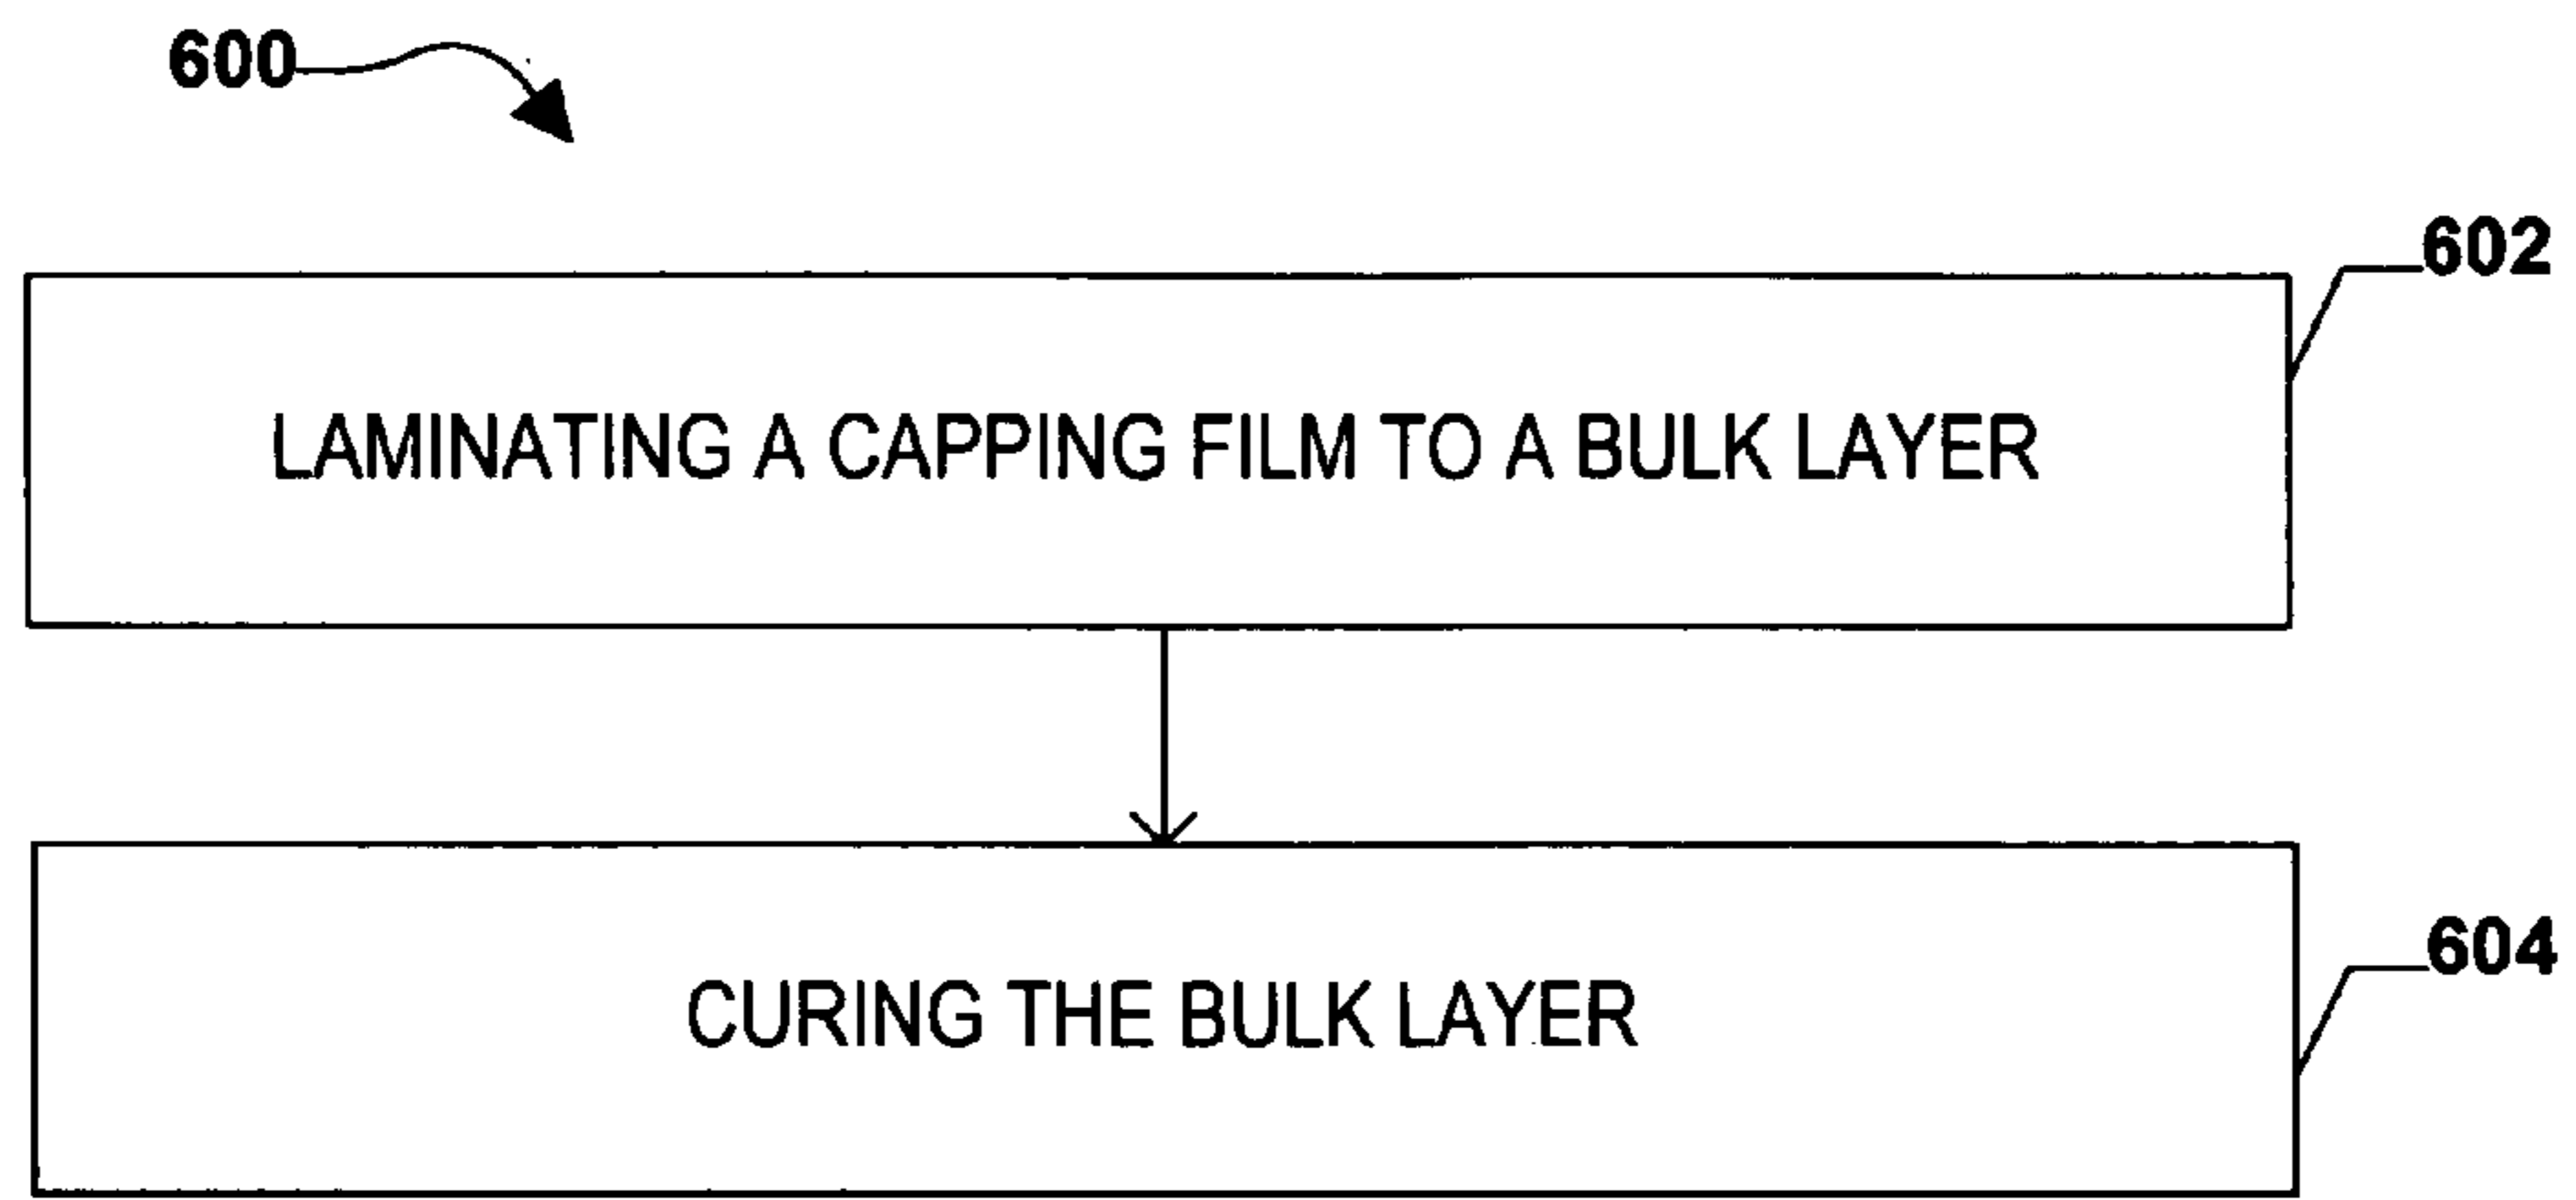 600
602
LAMINATING A CAPPING FILM TO A BULK LAYER
604
CURING THE BULK LAYER